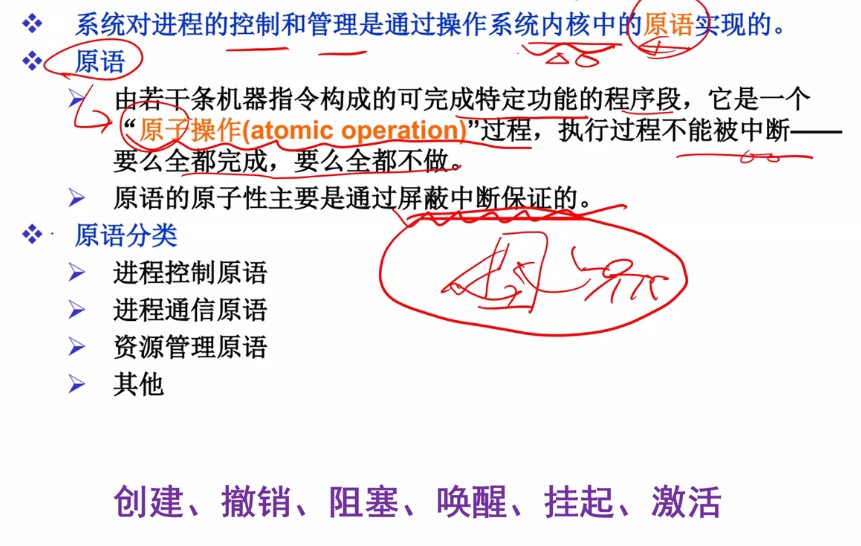 系统对进程的控制和管理是通过操作系统内核中的原语实现的。
原语
由若干条机器指令构成的可完成特定功能的程序段，它是一个
“原子操作(atomic operation)”过程，执行过程不能被中断——
要么全都完成，要么全都不做。
原语的原子性主要是通过屏蔽中断保证的。
原语分类
进程控制原语
进程通信原语
资源管理原语
其他
创建、撤销、阻塞、唤醒、挂起、激活